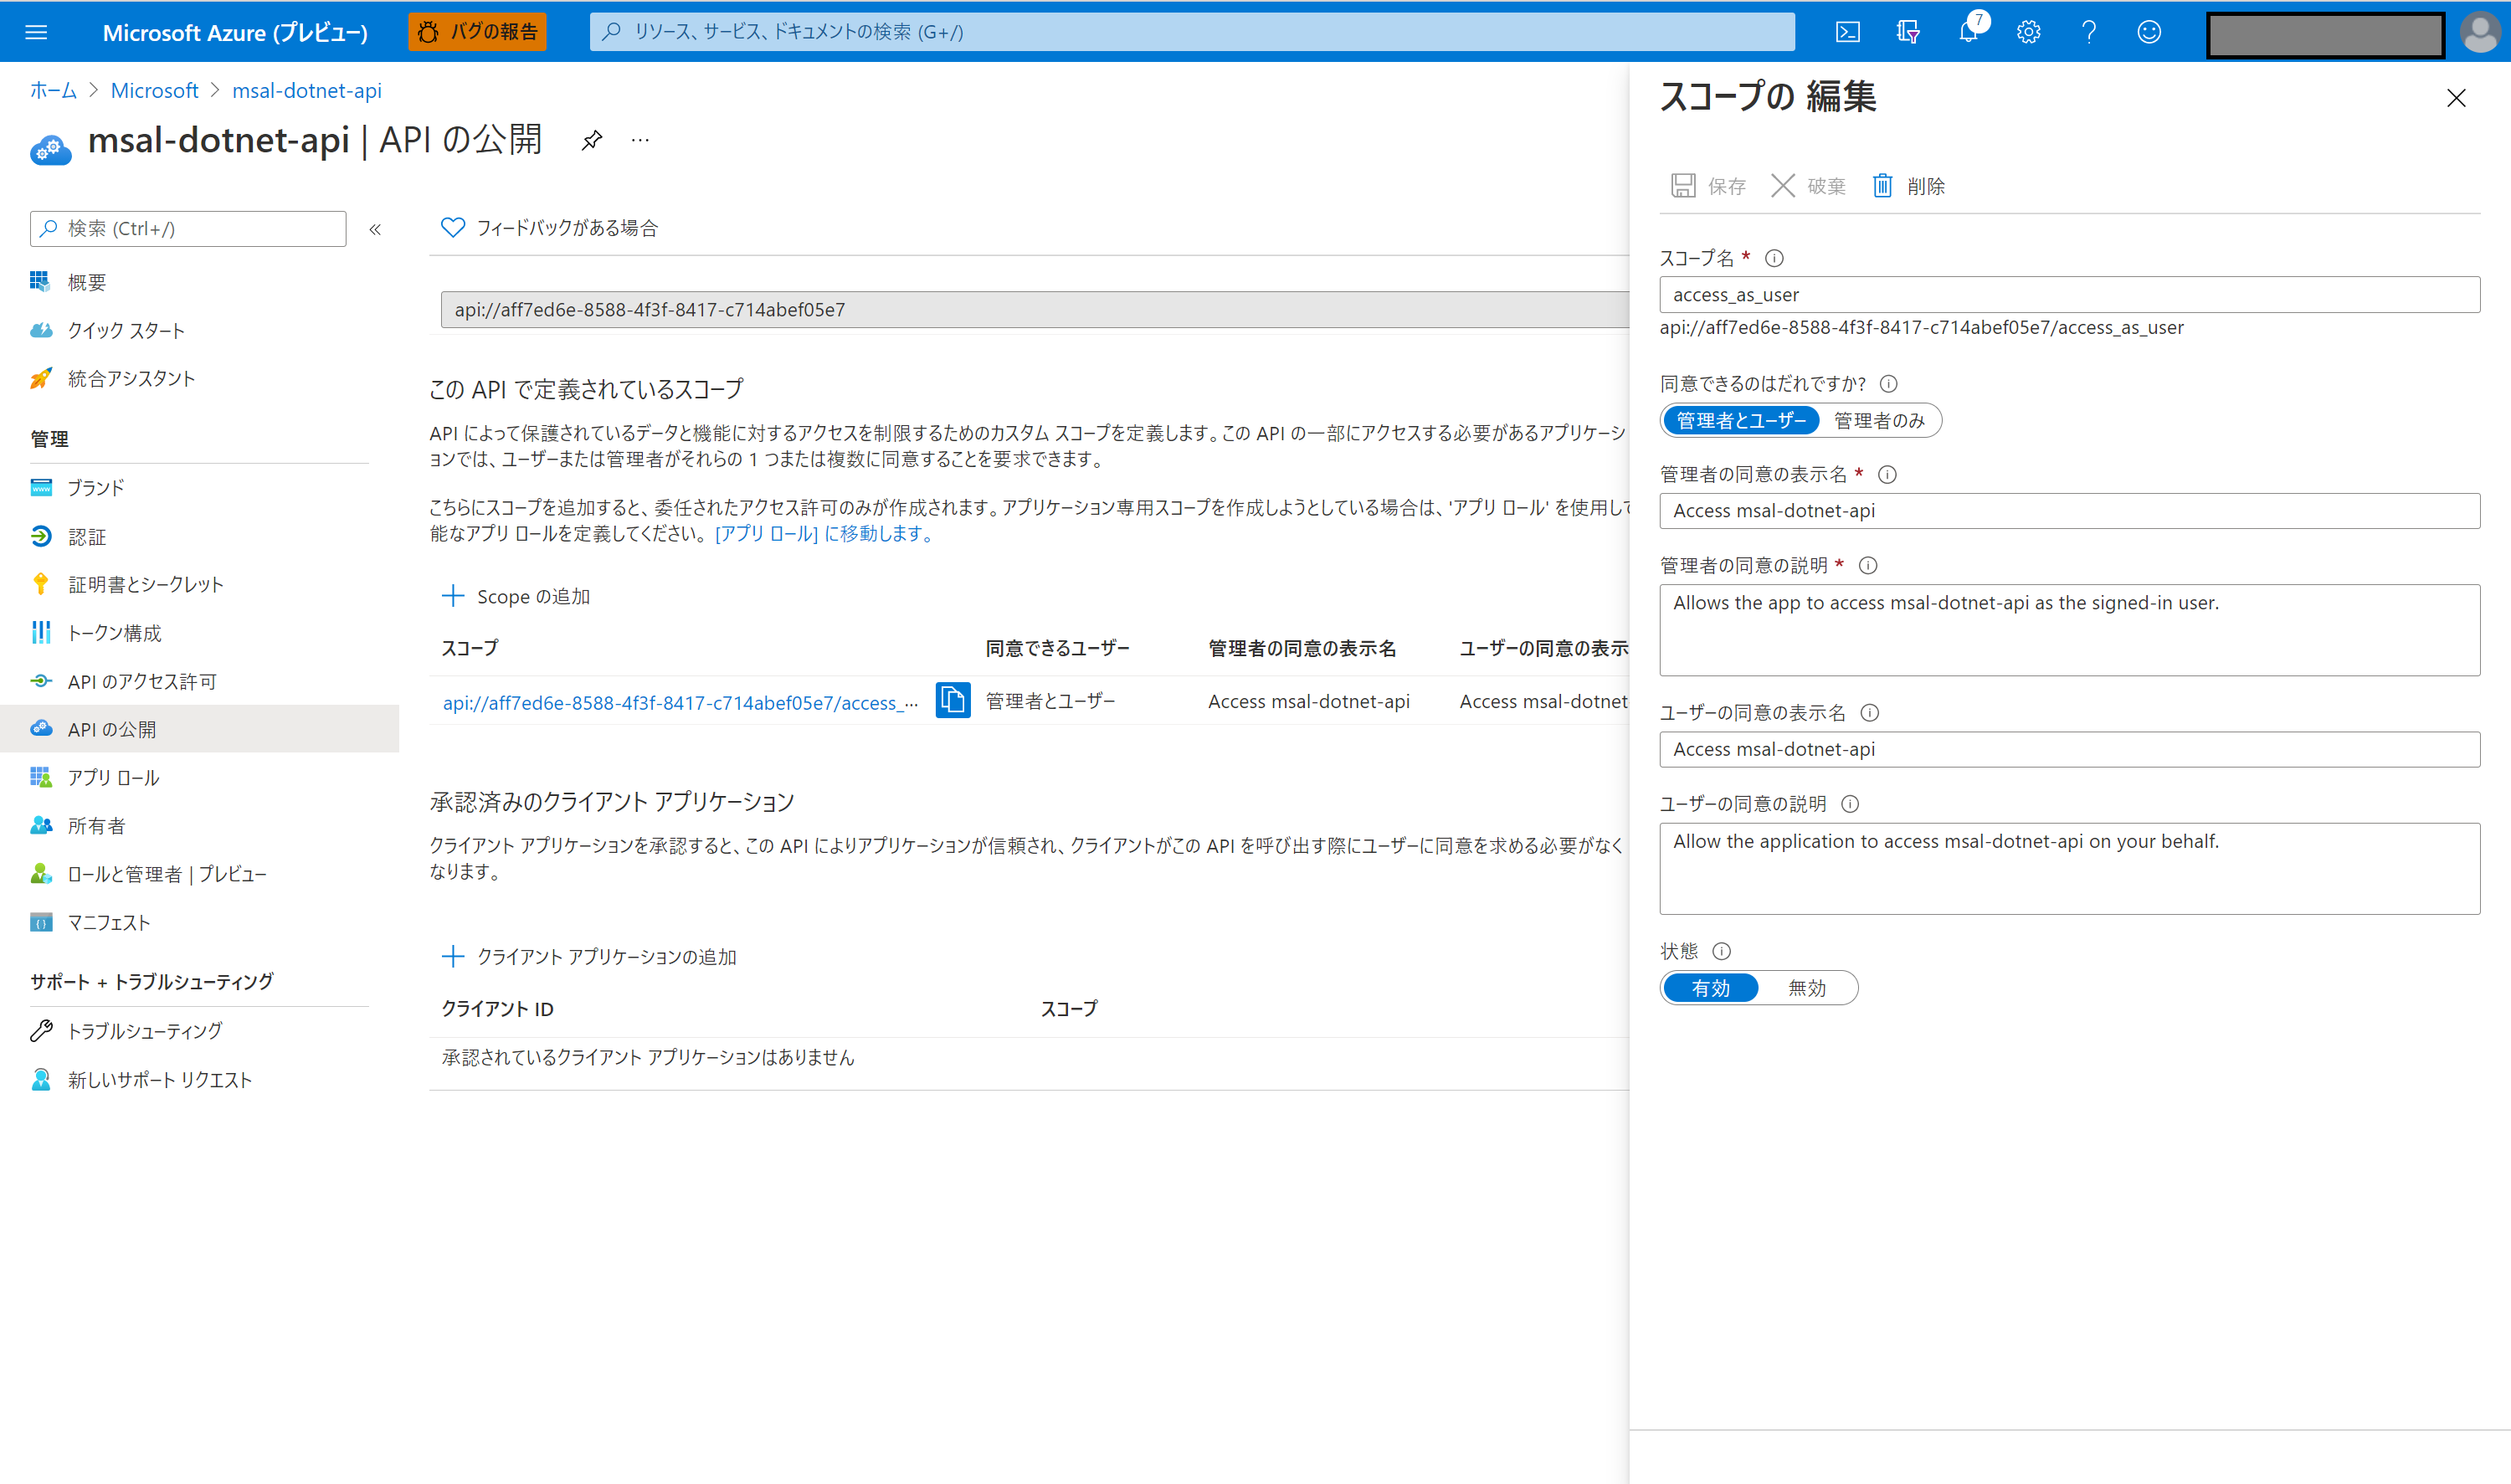 Microsoft Azure (プレビュー)
バグの報告
リソース、サービス、ドキュメントの検索 (G+/)
7
ホーム > Microsoft > msal-dotnet-api
msal-dotnet-api | API の公開
検索 (Ctrl+/)
概要
クイック スタート
統合アシスタント
管理
ブランド
認証
証明書とシークレット
トークン構成
API のアクセス許可
API の公開
アプリ ロール
所有者
ロールと管理者 | プレビュー
マニフェスト
サポート + トラブルシューティング
トラブルシューティング
新しいサポート リクエスト
フィードバックがある場合
api://aff7ed6e-8588-4f3f-8417-c714abef05e7
この API で定義されているスコープ
API によって保護されているデータと機能に対するアクセスを制限するためのカスタム スコープを定義します。この API の一部にアクセスする必要があるアプリケーシ
ョンでは、ユーザーまたは管理者がそれらの 1 つまたは複数に同意することを要求できます。
こちらにスコープを追加すると、委任されたアクセス許可のみが作成されます。アプリケーション専用スコープを作成しようとしている場合は、'アプリ ロール' を使用して
能なアプリ ロールを定義してください。[アプリ ロール] に移動します。
Scope の追加
スコープ 同意できるユーザー 管理者の同意の表示名 ユーザーの同意の表示
api://aff7ed6e-8588-4f3f-8417-c714abef05e7/access_… 管理者とユーザー Access msal-dotnet-api Access msal-dotnet
承認済みのクライアント アプリケーション
クライアント アプリケーションを承認すると、この API によりアプリケーションが信頼され、クライアントがこの API を呼び出す際にユーザーに同意を求める必要がなく
なります。
クライアント アプリケーションの追加
クライアント ID スコープ
承認されているクライアント アプリケーションはありません
スコープの 編集
保存 破棄 削除
スコープ名 *
access_as_user
api://aff7ed6e-8588-4f3f-8417-c714abef05e7/access_as_user
同意できるのはだれですか?
管理者とユーザー 管理者のみ
管理者の同意の表示名 *
Access msal-dotnet-api
管理者の同意の説明 *
Allows the app to access msal-dotnet-api as the signed-in user.
ユーザーの同意の表示名
Access msal-dotnet-api
ユーザーの同意の説明
Allow the application to access msal-dotnet-api on your behalf.
状態
有効 無効